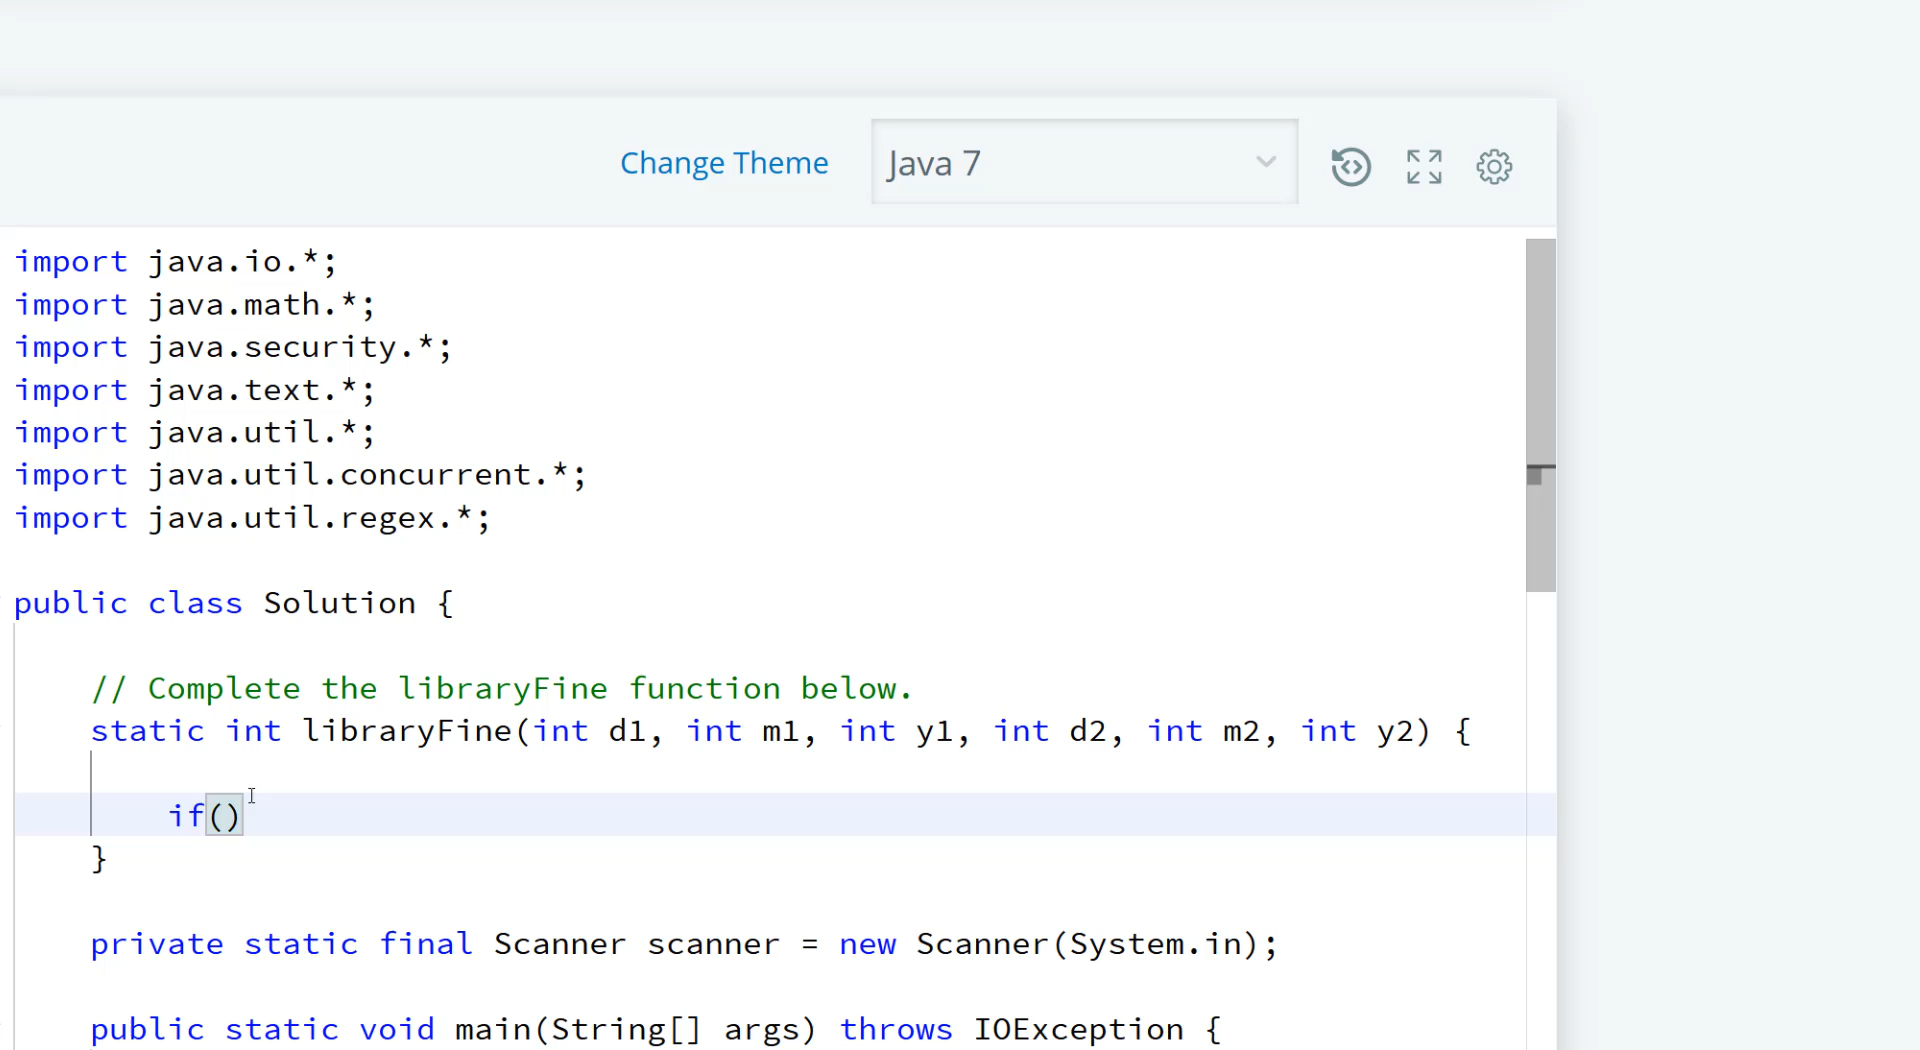 Change Theme
Java 7
import java.io.*;
import java.math.*;
import java.security.*;
import java.text.*;
import java.util.*;
import java.util.concurrent.*;
import java.util.regex.*;
public class Solution {
// Complete the libraryFine function below.
static int libraryFine(int d1, int m1, int y1, int d2, int m2, int y2) {
if()
}
private static final Scanner scanner = new Scanner(System.in);
public static void main(String[] args) throws IOException {